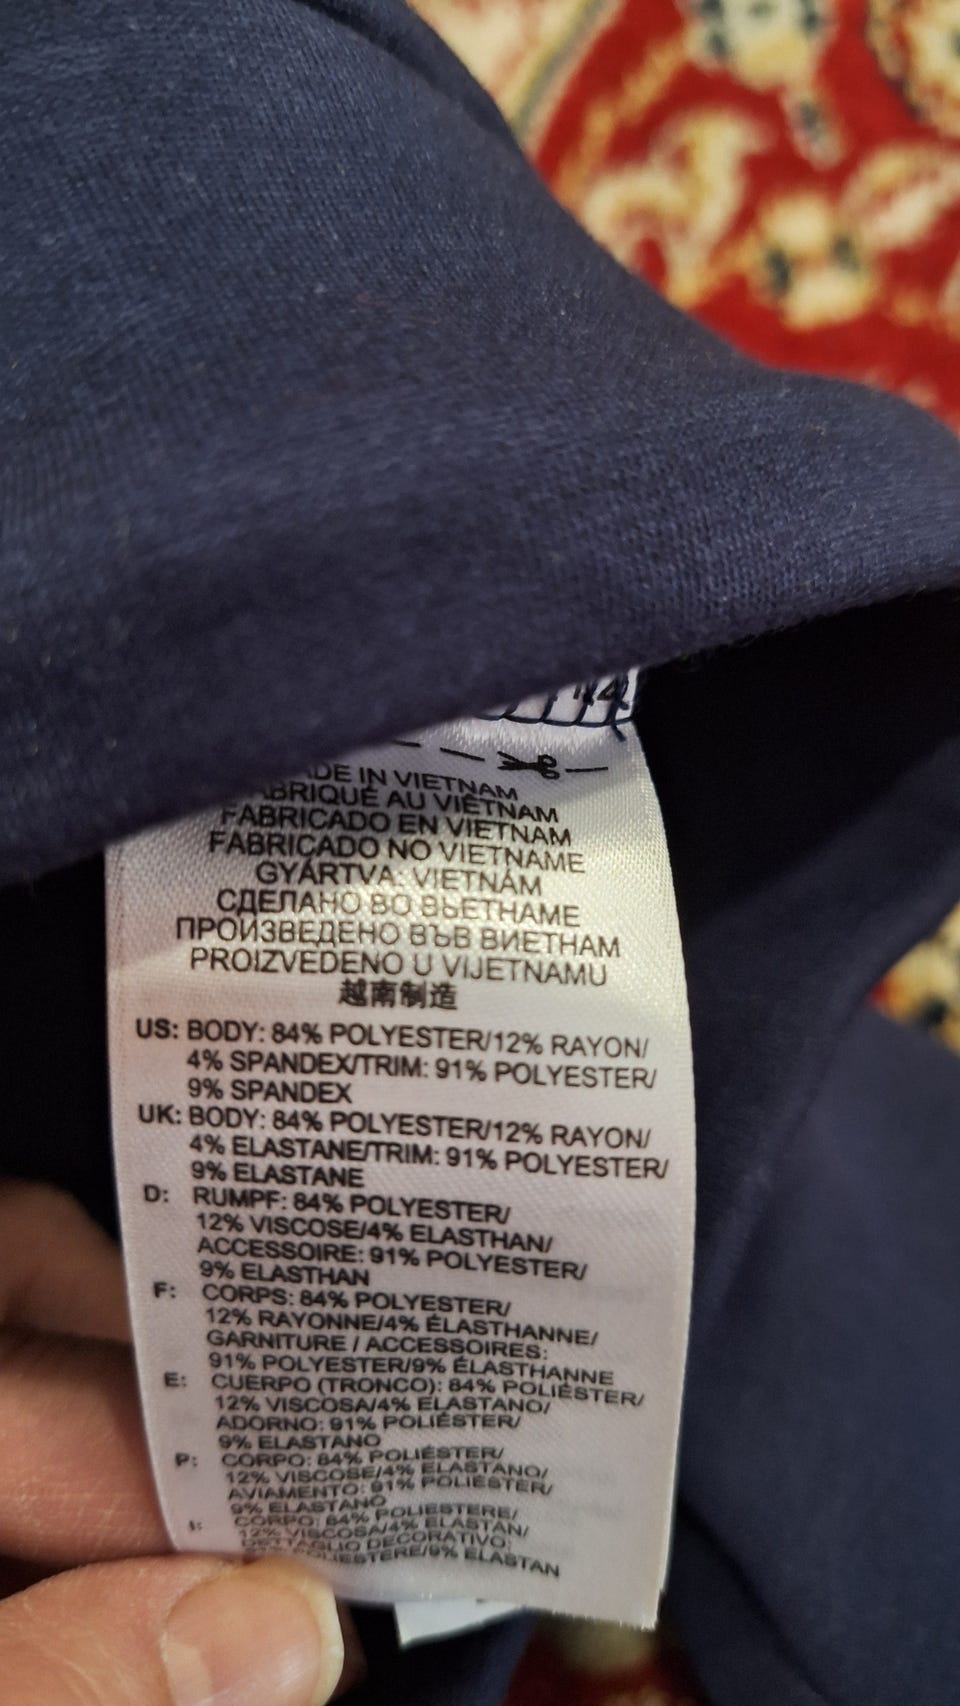 DE IN VIETNAM
ABRIQUÉ AU VIÊTNAM
FABRICADO EN VIETNAM
FABRICADO NO VIETNAME
GYÁRTVA: VIETNÁM
СДЕЛАНО ВО ВЬЕТНАМЕ
ПРОИЗВЕДЕНО ВЪВ ВИЕТНАМ
PROIZVEDENO U VIJETNAMU
越南制造
US: BODY: 84% POLYESTER/12% RAYON/
4% SPANDEX/TRIM: 91% POLYESTER/
9% SPANDEX
UK: BODY: 84% POLYESTER/12% RAYON/
4% ELASTANE/TRIM: 91% POLYESTER/
9% ELASTANE
D: RUMPF: 84% POLYESTER/
12% VISCOSE/4% ELASTHAN/
ACCESSOIRE: 91% POLYESTER/
9% ELASTHAN
F: CORPS: 84% POLYESTER/
12% RAYONNE/4% ÉLASTHANNE/
GARNITURE / ACCESSOIRES:
91% POLYESTER/9% ÉLASTHANNE
E: CUERPO (TRONCO): 84% POLIÉSTER/
12% VISCOSA/4% ELASTANO/
ADORNO: 91% POLIÉSTER/
9% ELASTANO
P: CORPO: 84% POLIÉSTER/
12% VISCOSE/4% ELASTANO/
AVIAMENTO: 91% POLIÉSTER/
9% ELASTANO
I: CORPO: 84% POLIESTERE/
12% VISCOSA/4% ELASTAN/
DETTAGLIO DECORATIVO:
POLIESTERE/9% ELASTAN